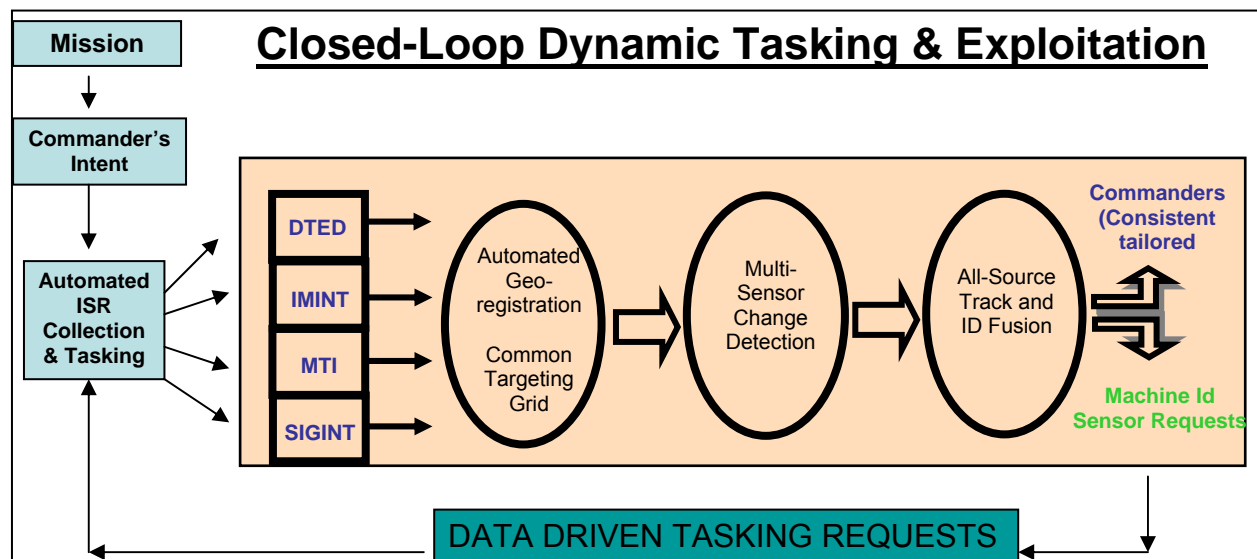 Mission
Closed-Loop Dynamic Tasking & Exploitation
Commander's
Intent
Automated
ISR
Collection
& Tasking
DTED
IMINT
MTI
SIGINT
Automated
Geo-
registration
Common
Targeting
Grid
Multi-
Sensor
Change
Detection
All-Source
Track and
ID Fusion
Commanders
(Consistent
tailored
Machine Id
Sensor Requests
DATA DRIVEN TASKING REQUESTS